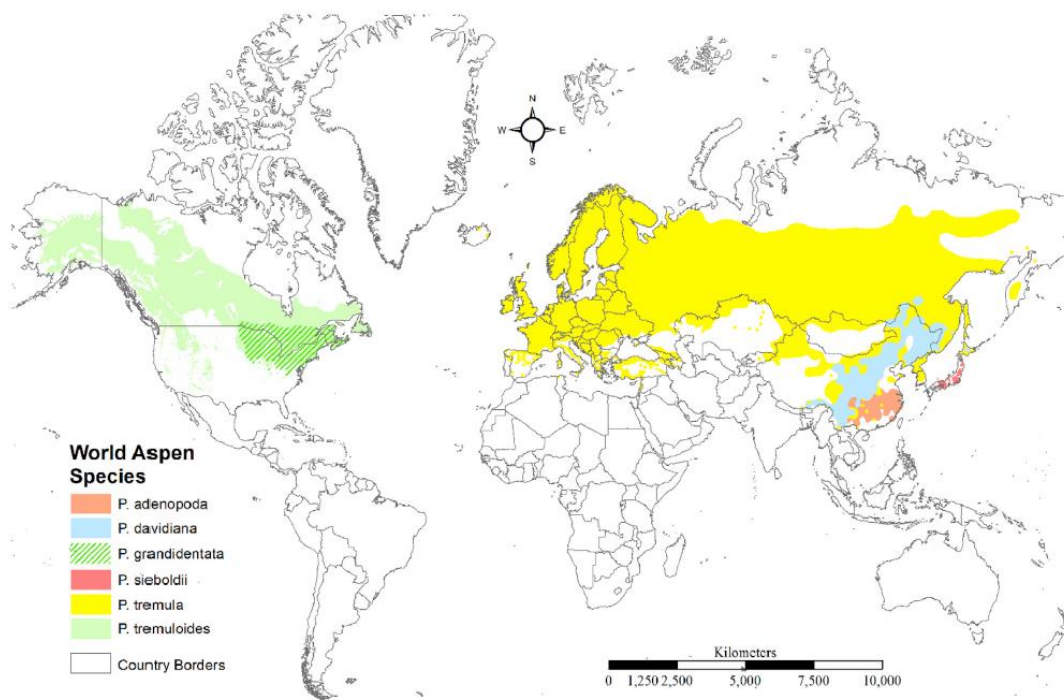 N
W E
S
World Aspen
Species
P. adenopoda
P. davidiana
P. grandidentata
P. sieboldii
P. tremula
P. tremuloides
Country Borders
Kilometers
0 1,250 2,500 5,000 7,500 10,000